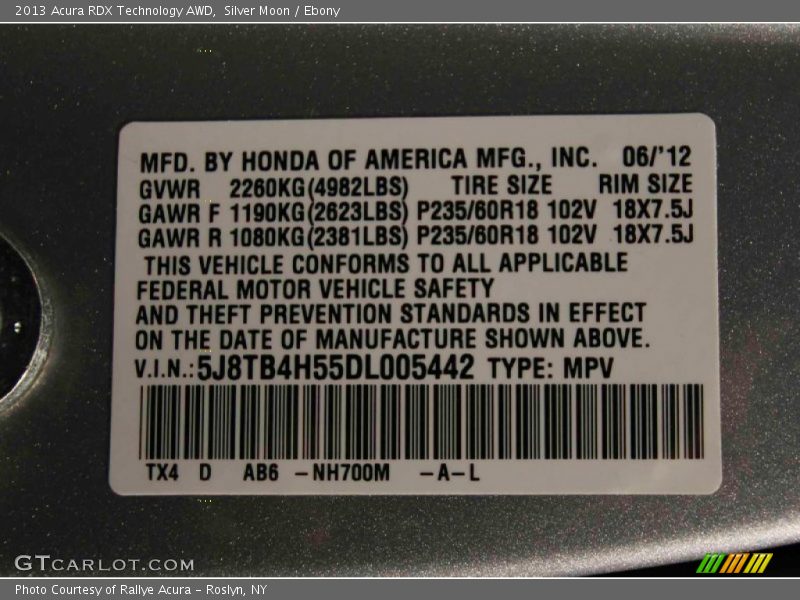 2013 Acura RDX Technology AWD,  Silver Moon / Ebony
MFD. BY HONDA OF AMERICA MFG., INC. 06/'12
GVWR 2260KG(4982LBS) TIRE SIZE RIM SIZE
GAWR F 1190KG(2623LBS) P235/60R18 102V 18X7.5J
GAWR R 1080KG(2381LBS) P235/60R18 102V 18X7.5J
THIS VEHICLE CONFORMS TO ALL APPLICABLE
FEDERAL MOTOR VEHICLE SAFETY
AND THEFT PREVENTION STANDARDS IN EFFECT
ON THE DATE OF MANUFACTURE SHOWN ABOVE.
V.I.N.:5J8TB4H55DL005442 TYPE: MPV
TX4 D AB6 -NH700M -A-L
GTCARLOT.COM
Photo Courtesy of Rallye Acura - Roslyn, NY